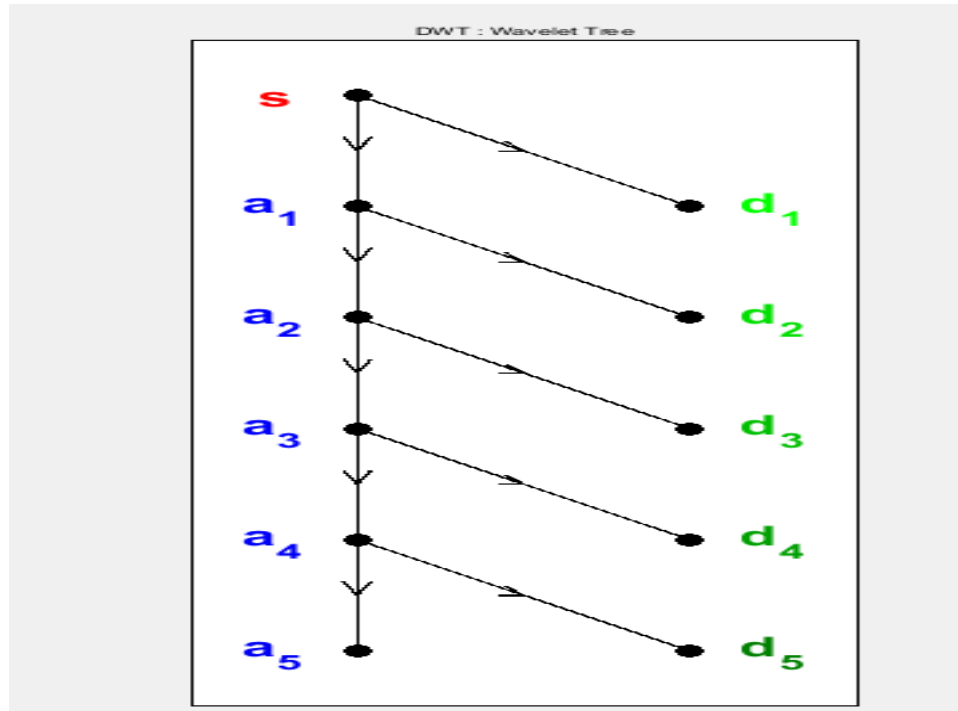 DWT : Wavelet Tree
s
a1 d1
a2 d2
a3 d3
a4 d4
a5 d5